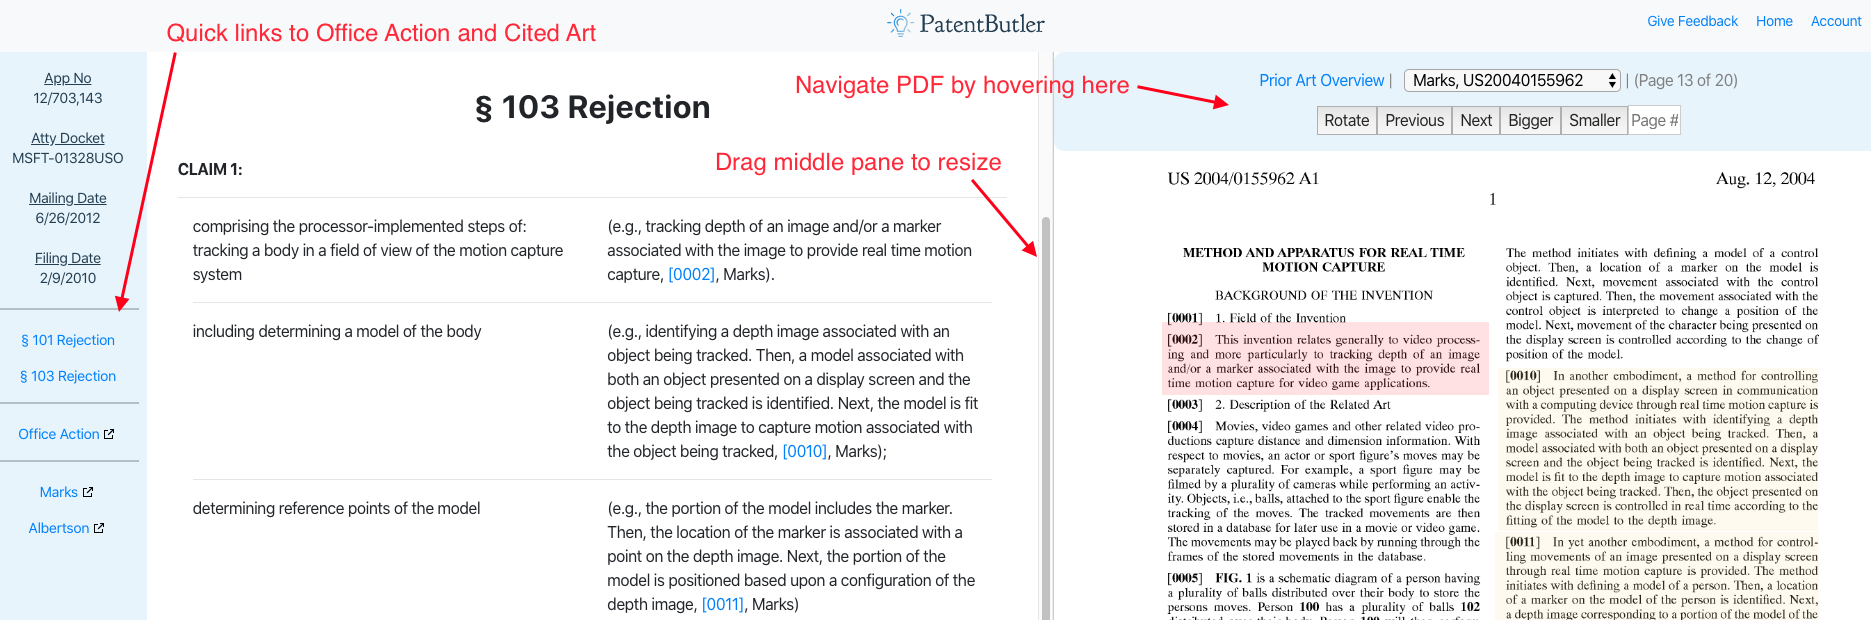 Quick links to Office Action and Cited Art
PatentButler
Give Feedback Home Account
App No
12/703,143
Atty Docket
MSFT-01328USO
Mailing Date
6/26/2012
Filing Date
2/9/2010
§ 101 Rejection
§ 103 Rejection
Office Action
Marks
Albertson
§ 103 Rejection
CLAIM 1:
comprising the processor-implemented steps of:
tracking a body in a field of view of the motion capture
system
(e.g., tracking depth of an image and/or a marker
associated with the image to provide real time motion
capture, [0002], Marks).
including determining a model of the body
(e.g., identifying a depth image associated with an
object being tracked. Then, a model associated with
both an object presented on a display screen and the
object being tracked is identified. Next, the model is fit
to the depth image to capture motion associated with
the object being tracked, [0010], Marks);
determining reference points of the model
(e.g., the portion of the model includes the marker.
Then, the location of the marker is associated with a
point on the depth image. Next, the portion of the
model is positioned based upon a configuration of the
depth image, [0011], Marks)
Navigate PDF by hovering here
Drag middle pane to resize
Prior Art Overview | Marks, US20040155962 | (Page 13 of 20)
Rotate Previous Next Bigger Smaller Page #
US 2004/0155962 A1
Aug. 12, 2004
1
METHOD AND APPARATUS FOR REAL TIME
MOTION CAPTURE
BACKGROUND OF THE INVENTION
[0001] 1. Field of the Invention
[0002] This invention relates generally to video process-
ing and more particularly to tracking depth of an image
and/or a marker associated with the image to provide real
time motion capture for video game applications.
[0003] 2. Description of the Related Art
[0004] Movies, video games and other related video pro-
ductions capture distance and dimension information. With
respect to movies, an actor or sport figure's moves may be
separately captured. For example, a sport figure may be
filmed by a plurality of cameras while performing an activ-
ity. Objects, i.e., balls, attached to the sport figure enable the
tracking of the moves. The tracked movements are then
stored in a database for later use in a movie or video game.
The movements may be played back by running through the
frames of the stored movements in the database.
[0005] FIG. 1 is a schematic diagram of a person having
a plurality of balls distributed over their body to store the
persons moves. Person 100 has a plurality of balls 102
The method initiates with defining a model of a control
object. Then, a location of a marker on the model is
identified. Next, movement associated with the control
object is captured. Then, the movement associated with the
control object is interpreted to change a position of the
model. Next, movement of the character being presented on
the display screen is controlled according to the change of
position of the model.
[0010] In another embodiment, a method for controlling
an object presented on a display screen in communication
with a computing device through real time motion capture is
provided. The method initiates with identifying a depth
image associated with an object being tracked. Then, a
model associated with both an object presented on a display
screen and the object being tracked is identified. Next, the
model is fit to the depth image to capture motion associated
with the object being tracked. Then, the object presented on
the display screen is controlled in real time according to the
fitting of the model to the depth image.
[0011] In yet another embodiment, a method for control-
ling movements of an image presented on a display screen
through real time motion capture is provided. The method
initiates with defining a model of a person. Then, a location
of a marker on the model of the person is identified. Next,
a depth image corresponding to a portion of the model of the